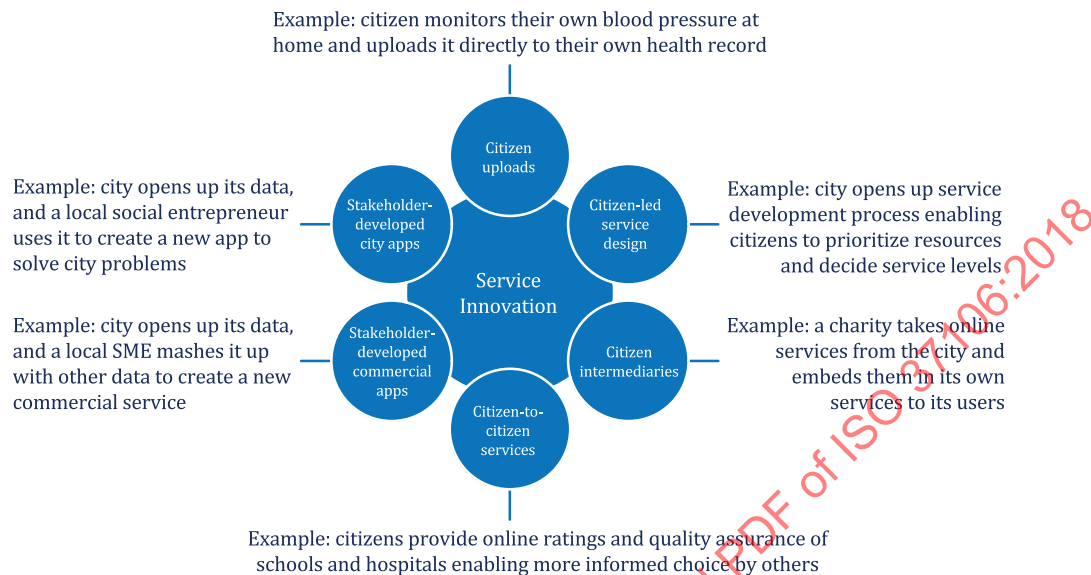 Example: citizen monitors their own blood pressure at
home and uploads it directly to their own health record
Citizen
uploads
Example: city opens up its data,
and a local social entrepreneur
uses it to create a new app to
solve city problems
Stakeholder-
developed
city apps
Citizen-led
service
design
Example: city opens up service
development process enabling
citizens to prioritize resources
and decide service levels
Service
Innovation
Example: city opens up its data,
and a local SME mashes it up
with other data to create a new
commercial service
Stakeholder-
developed
commercial
apps
Citizen
intermediaries
Example: a charity takes online
services from the city and
embeds them in its own
services to its users
Citizen-to-
citizen
services
Example: citizens provide online ratings and quality assurance of
schools and hospitals enabling more informed choice by others
PDF of ISO 37106:2018